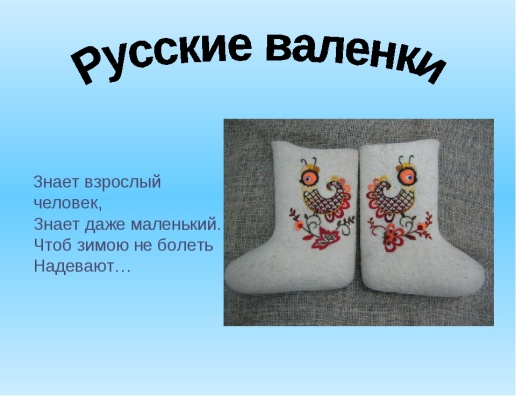 Русские валенки
Знает взрослый
человек,
Знает даже маленький.
Чтоб зимою не болеть
Надевают…